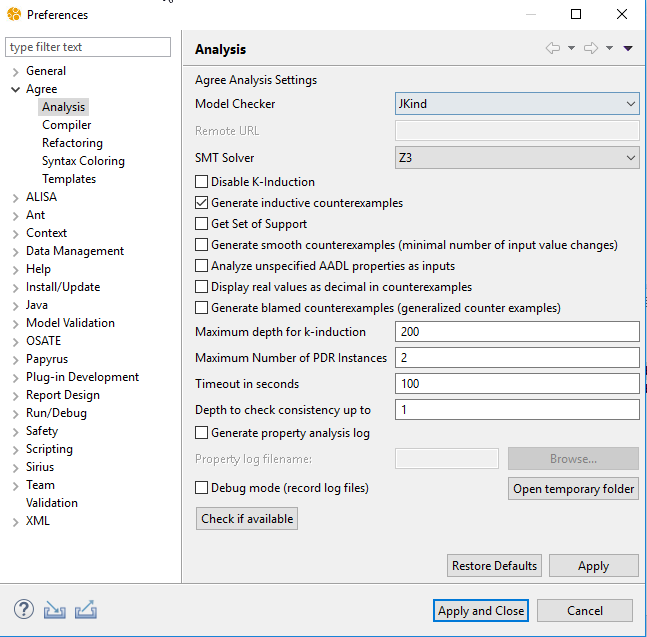 Preferences
type filter text
General
Agree
Analysis
Compiler
Refactoring
Syntax Coloring
Templates
ALISA
Ant
Context
Data Management
Help
Install/Update
Java
Model Validation
OSATE
Papyrus
Plug-in Development
Report Design
Run/Debug
Safety
Scripting
Sirius
Team
Validation
XML
Analysis
Agree Analysis Settings
Model Checker JKind
Remote URL
SMT Solver Z3
Disable K-Induction
Generate inductive counterexamples
Get Set of Support
Generate smooth counterexamples (minimal number of input value changes)
Analyze unspecified AADL properties as inputs
Display real values as decimal in counterexamples
Generate blamed counterexamples (generalized counter examples)
Maximum depth for k-induction 200
Maximum Number of PDR Instances 2
Timeout in seconds 100
Depth to check consistency up to 1
Generate property analysis log
Property log filename: Browse...
Debug mode (record log files) Open temporary folder
Check if available
Restore Defaults Apply
? Apply and Close Cancel